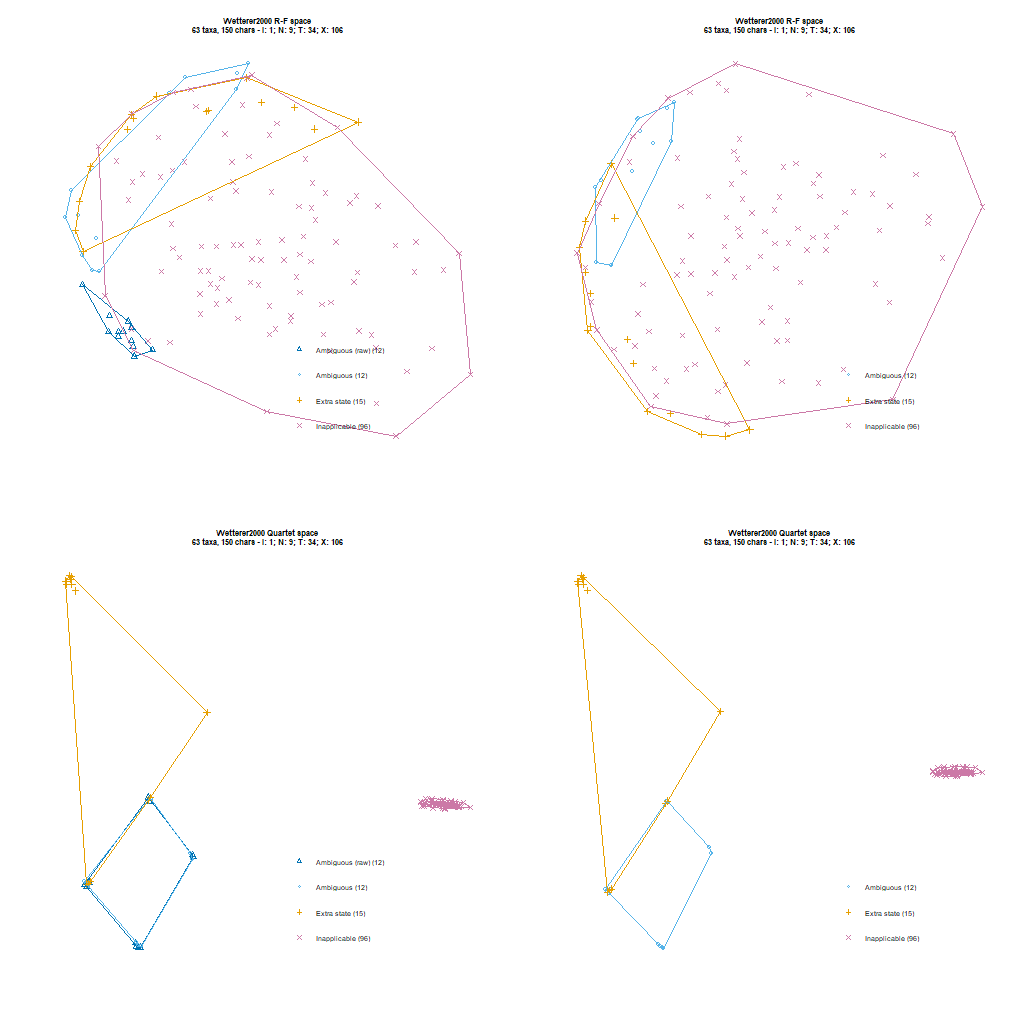 Wetterer2000 R-F space
63 taxa, 150 chars - I: 1; N: 9; T: 34; X: 106
Ambiguous (raw) (12)
Ambiguous (12)
Extra state (15)
Inapplicable (96)
Wetterer2000 R-F space
63 taxa, 150 chars - I: 1; N: 9; T: 34; X: 106
Ambiguous (12)
Extra state (15)
Inapplicable (96)
Wetterer2000 Quartet space
63 taxa, 150 chars - I: 1; N: 9; T: 34; X: 106
Ambiguous (raw) (12)
Ambiguous (12)
Extra state (15)
Inapplicable (96)
Wetterer2000 Quartet space
63 taxa, 150 chars - I: 1; N: 9; T: 34; X: 106
Ambiguous (12)
Extra state (15)
Inapplicable (96)